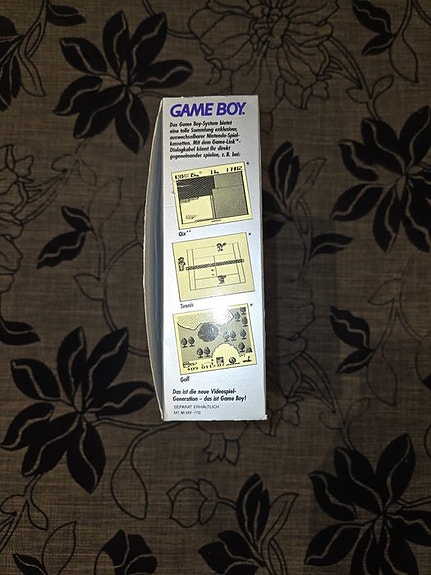 GAME BOY.
Das Game Boy-System bietet
eine tolle Sammlung exklusiver,
auswechselbarer Nintendo-Spiel-
kassetten. Mit dem Game-Link™
Dialogkabel könnt Ihr direkt
gegeneinander spielen, z.B. bei:
Qix
Tennis
Golf
Das ist die neue Videospiel-
Generation – das ist Game Boy!
SEPARAT ERHÄLTLICH